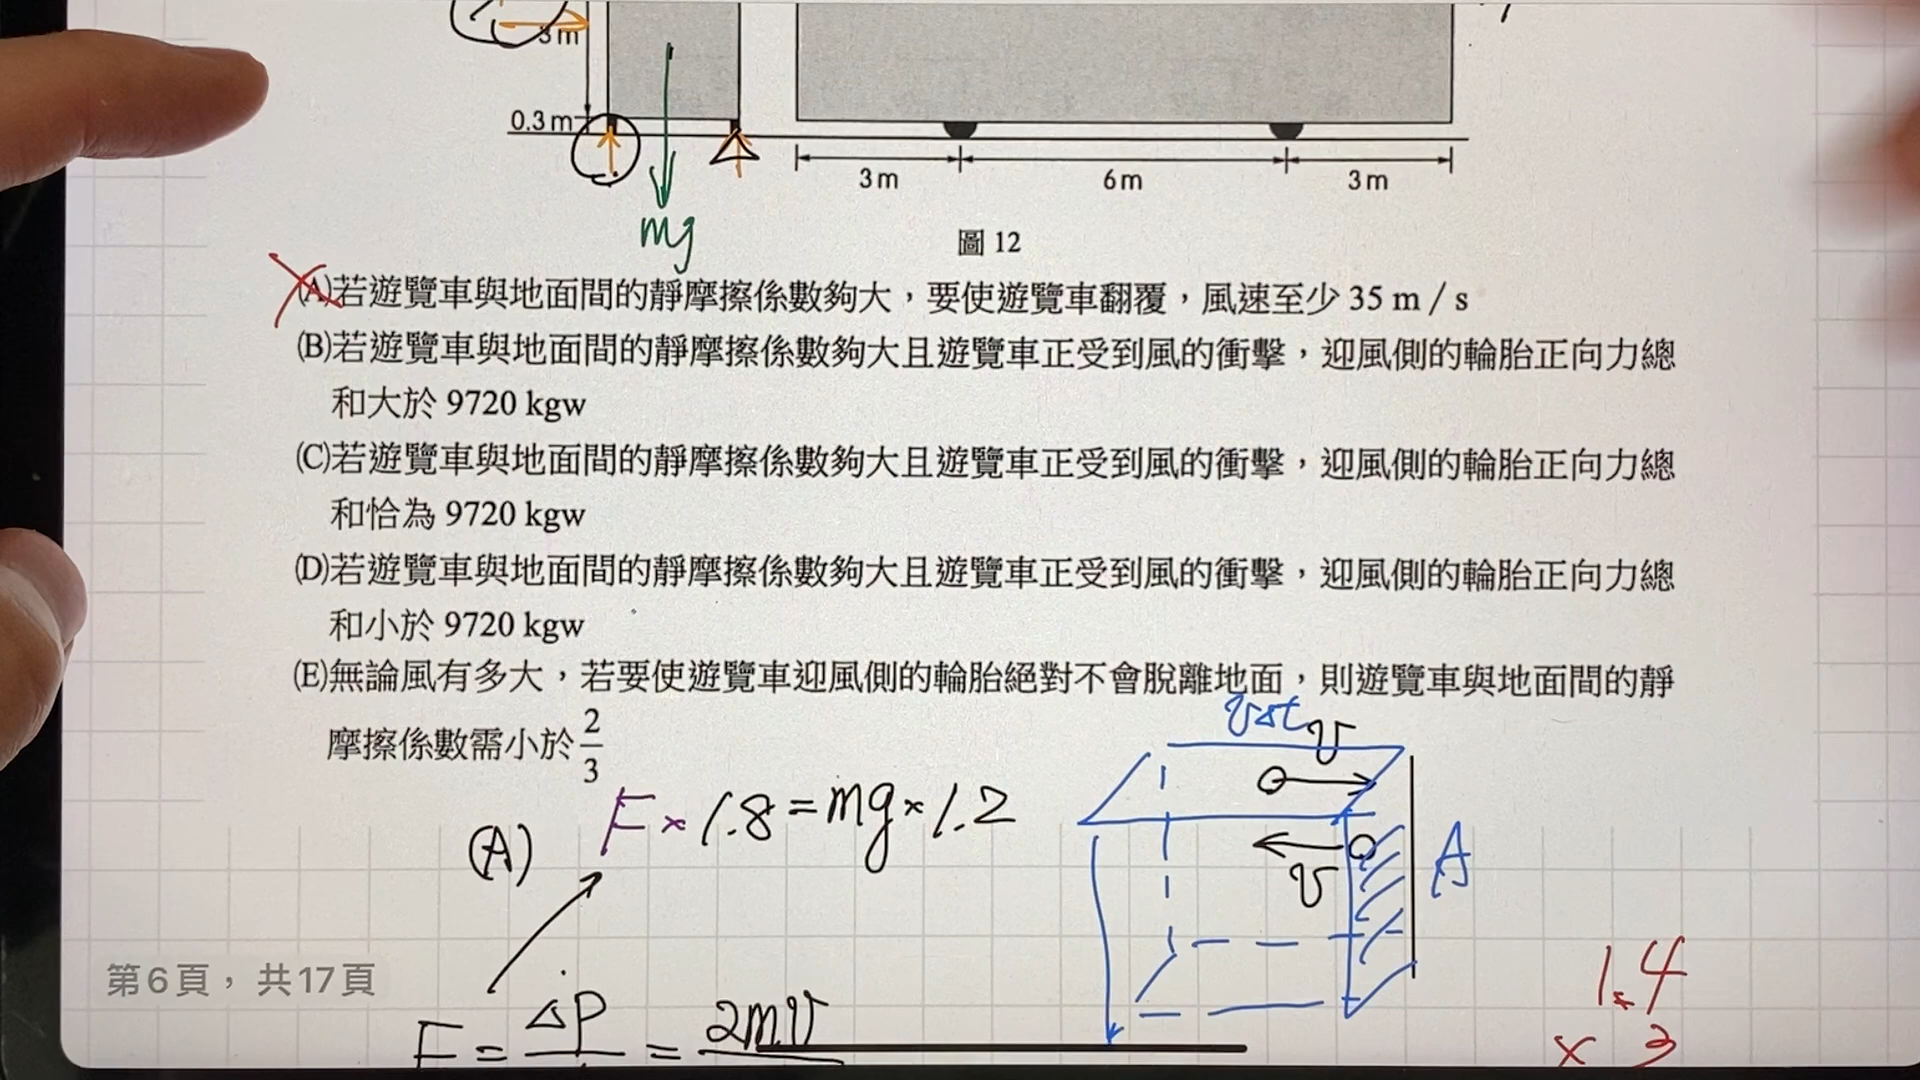 3m
0.3m
3m
6m
3m
mg
圖 12
(A)若遊覽車與地面間的靜摩擦係數夠大，要使遊覽車翻覆，風速至少 35 m / s
(B)若遊覽車與地面間的靜摩擦係數夠大且遊覽車正受到風的衝擊，迎風側的輪胎正向力總
和大於 9720 kgw
(C)若遊覽車與地面間的靜摩擦係數夠大且遊覽車正受到風的衝擊，迎風側的輪胎正向力總
和恰為 9720 kgw
(D)若遊覽車與地面間的靜摩擦係數夠大且遊覽車正受到風的衝擊，迎風側的輪胎正向力總
和小於 9720 kgw
(E)無論風有多大，若要使遊覽車迎風側的輪胎絕對不會脫離地面，則遊覽車與地面間的靜
摩擦係數需小於 2/3
vΔt
v
(A) F × 1.8 = mg × 1.2
v
A
第6頁，共17頁
1.4
× 3
F = ΔP = 2mv